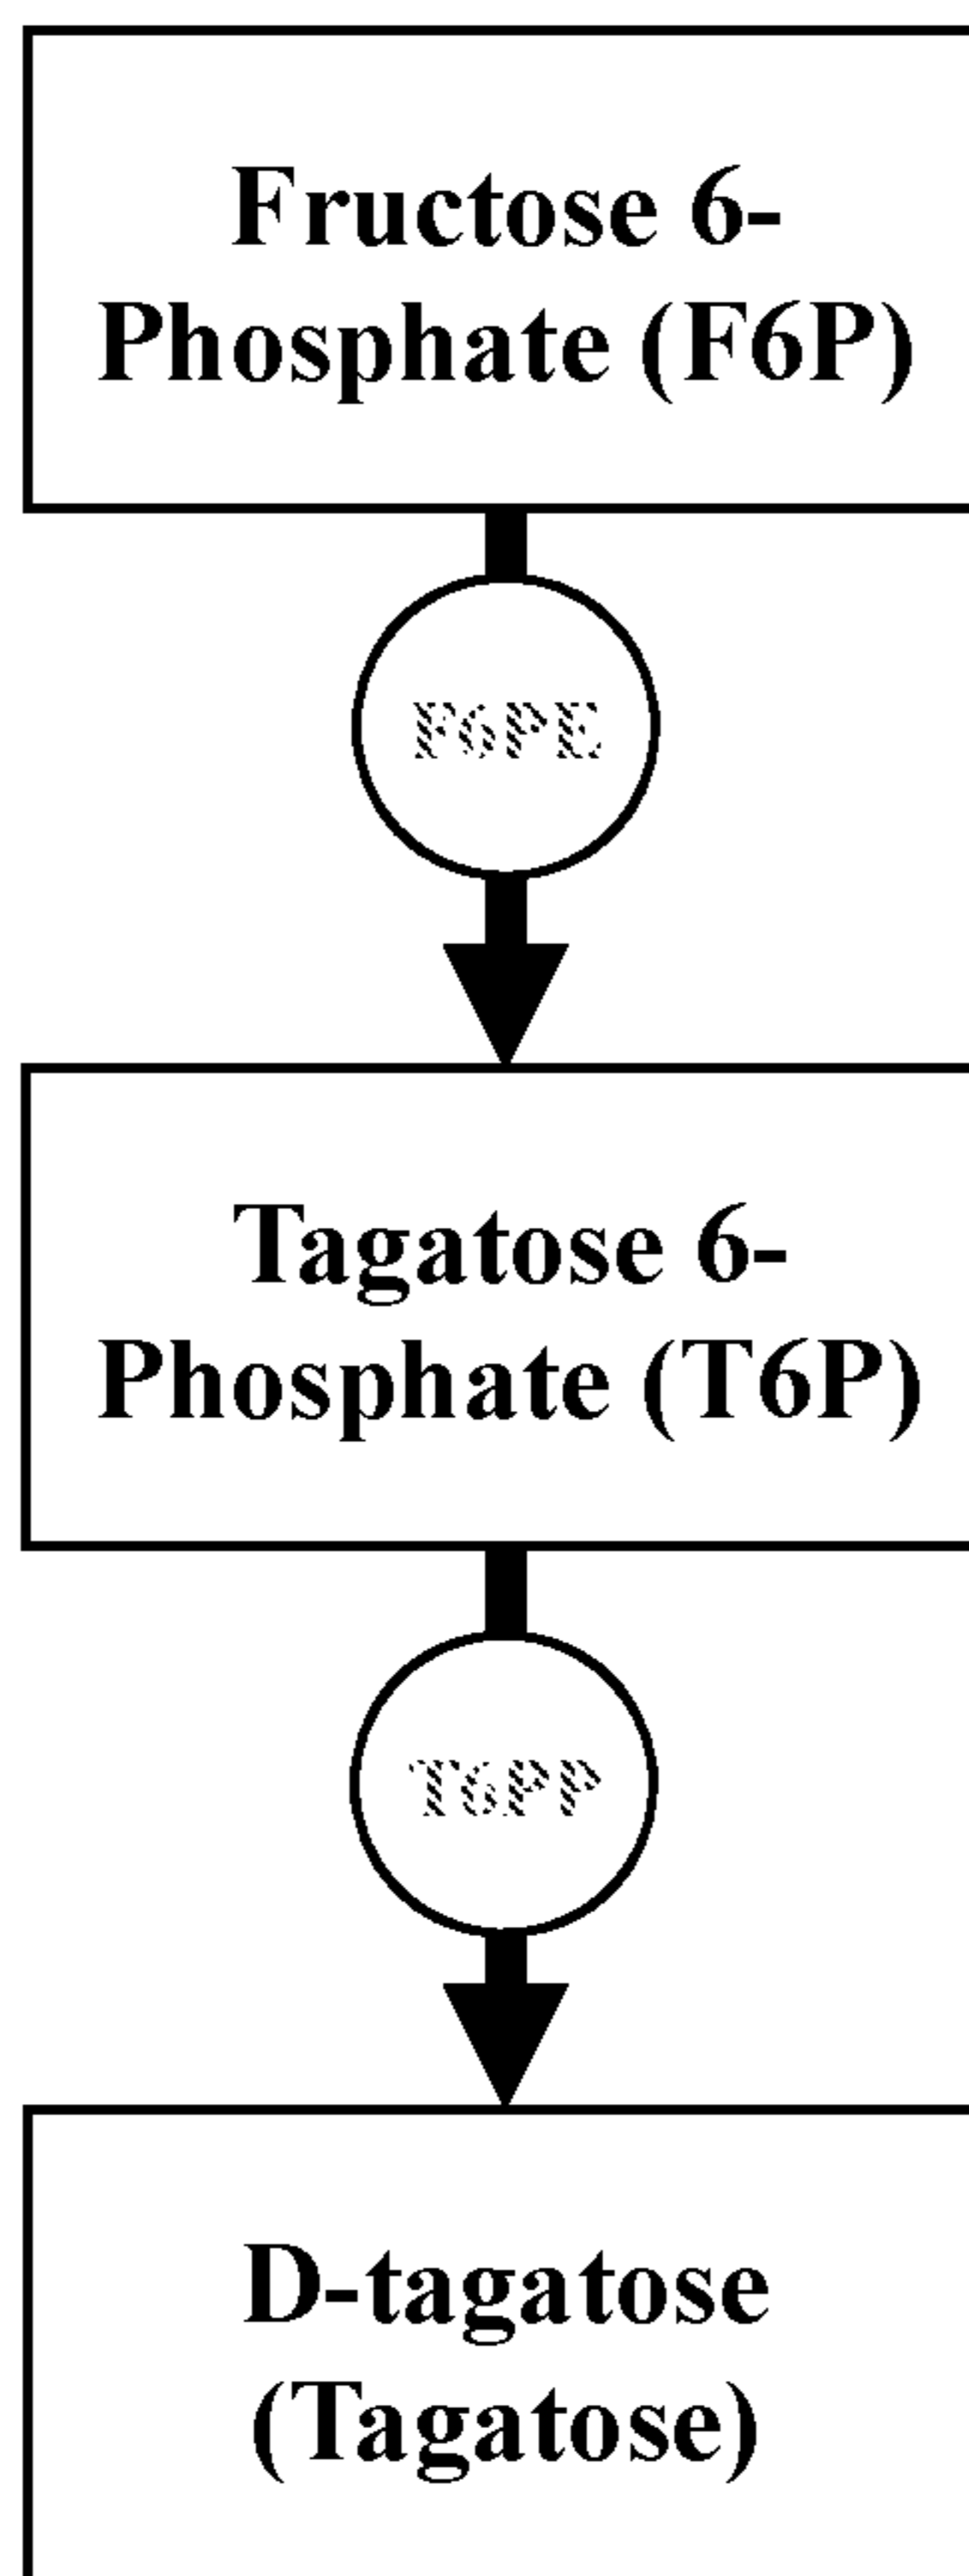 Fructose 6-
Phosphate (F6P)
F6PE
Tagatose 6-
Phosphate (T6P)
T6PP
D-tagatose
(Tagatose)